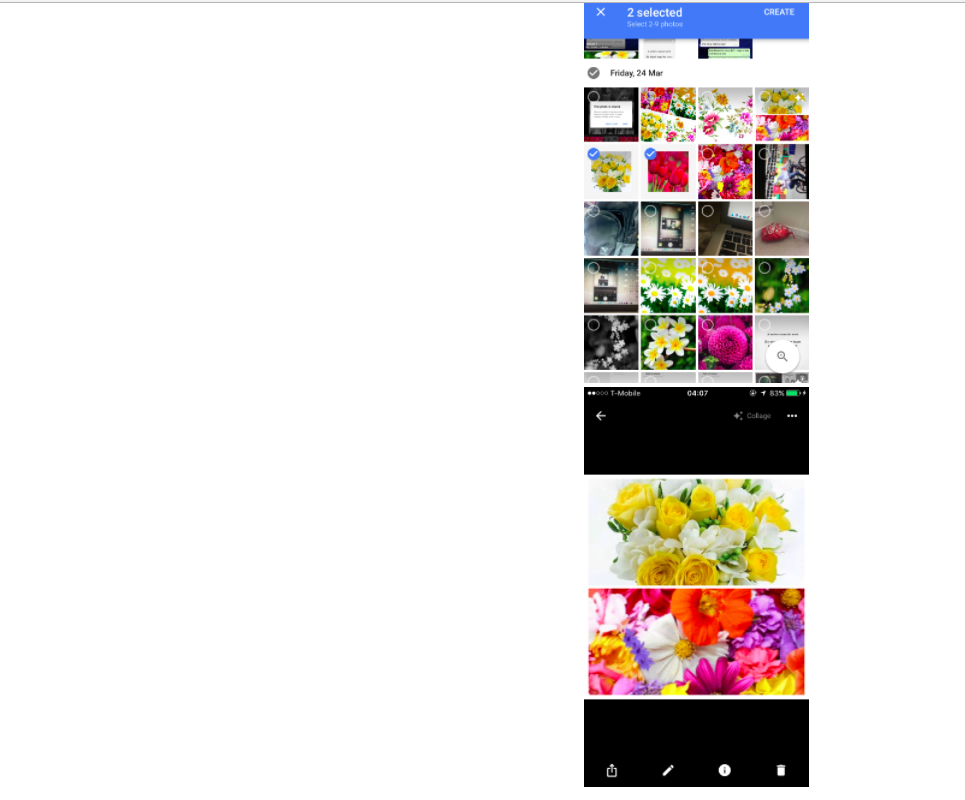 2 selected
CREATE
Select 2-9 photos
Friday, 24 Mar
T-Mobile
04:07
83%
Collage